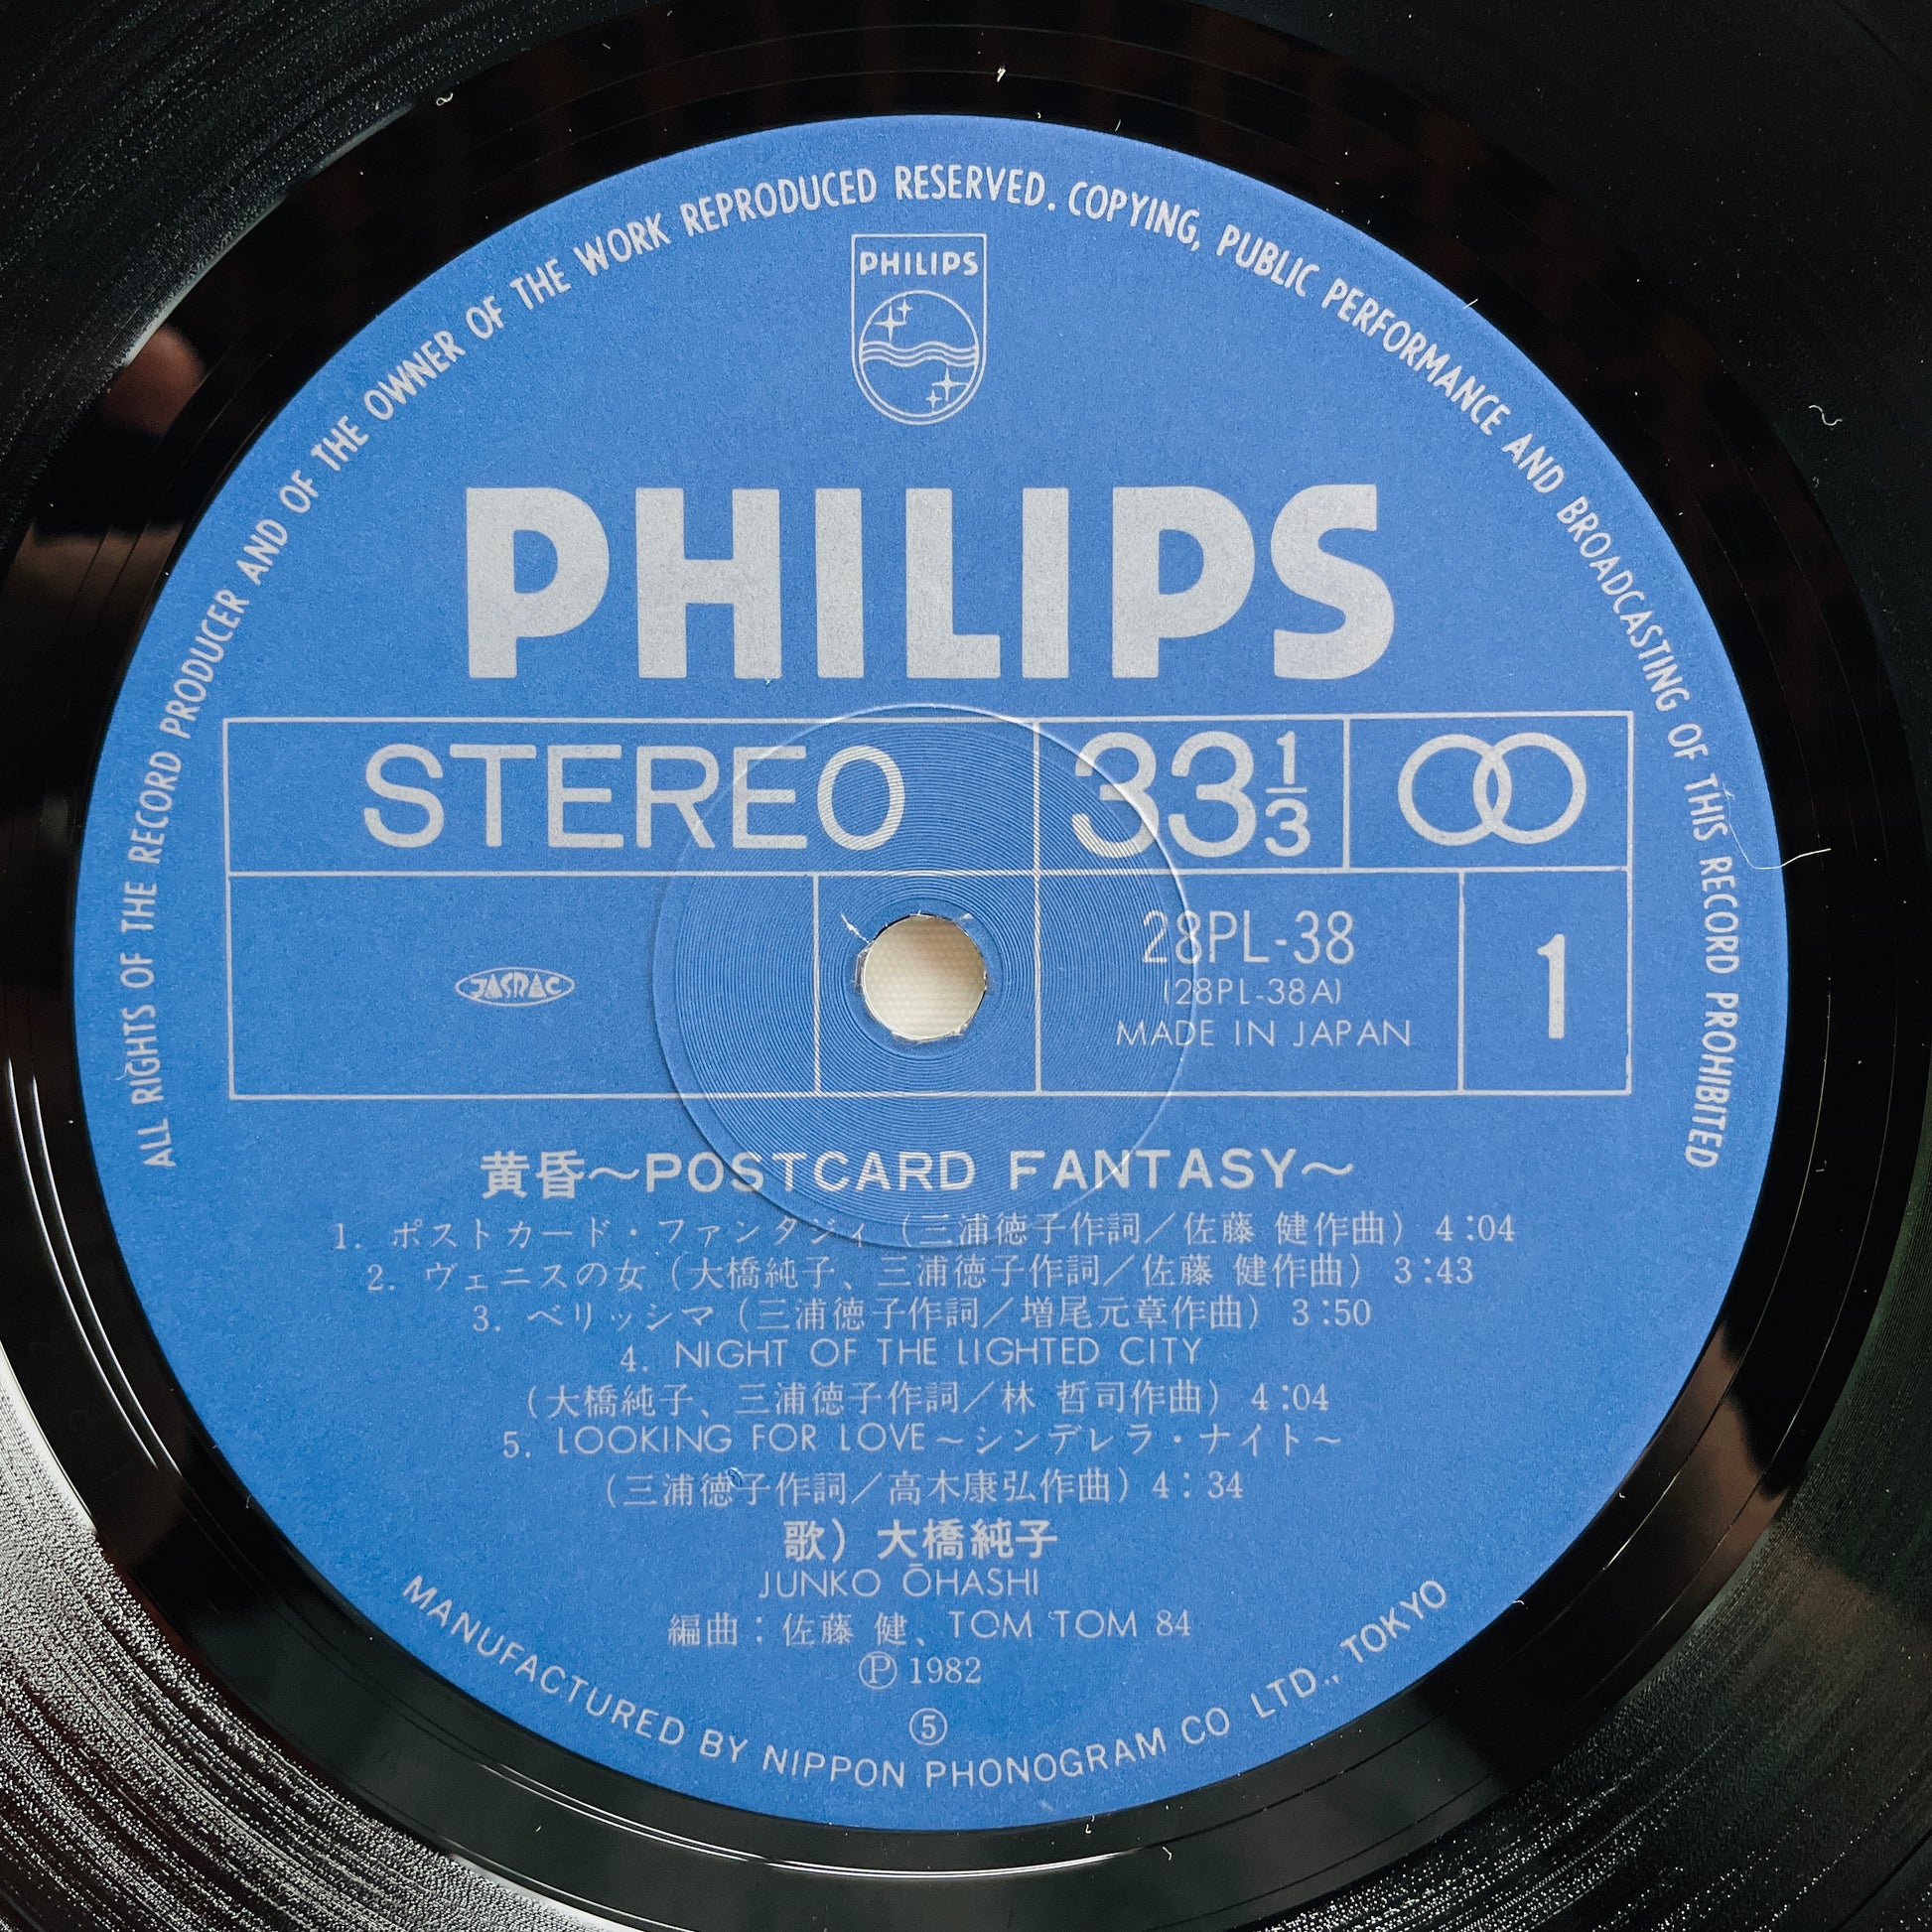 ALL RIGHTS OF THE RECORD PRODUCER AND OF THE OWNER OF THE WORK REPRODUCED RESERVED. COPYING, PUBLIC PERFORMANCE AND BROADCASTING OF THIS RECORD PROHIBITED
PHILIPS
PHILIPS
STEREO 33 1/3
JASRAC
28PL-38
(28PL-38A)
MADE IN JAPAN
1
黄昏〜POSTCARD FANTASY〜
1. ポストカード・ファンタジィ（三浦徳子作詞／佐藤 健作曲）4:04
2. ヴェニスの女（大橋純子、三浦徳子作詞／佐藤 健作曲）3:43
3. ベリッシマ（三浦徳子作詞／増尾元章作曲）3:50
4. NIGHT OF THE LIGHTED CITY
（大橋純子、三浦徳子作詞／林 哲司作曲）4:04
5. LOOKING FOR LOVE〜シンデレラ・ナイト〜
（三浦徳子作詞／高木康弘作曲）4:34
歌）大橋純子
JUNKO ŌHASHI
編曲：佐藤 健、TOM TOM 84
Ⓟ 1982
⑤
MANUFACTURED BY NIPPON PHONOGRAM CO LTD., TOKYO